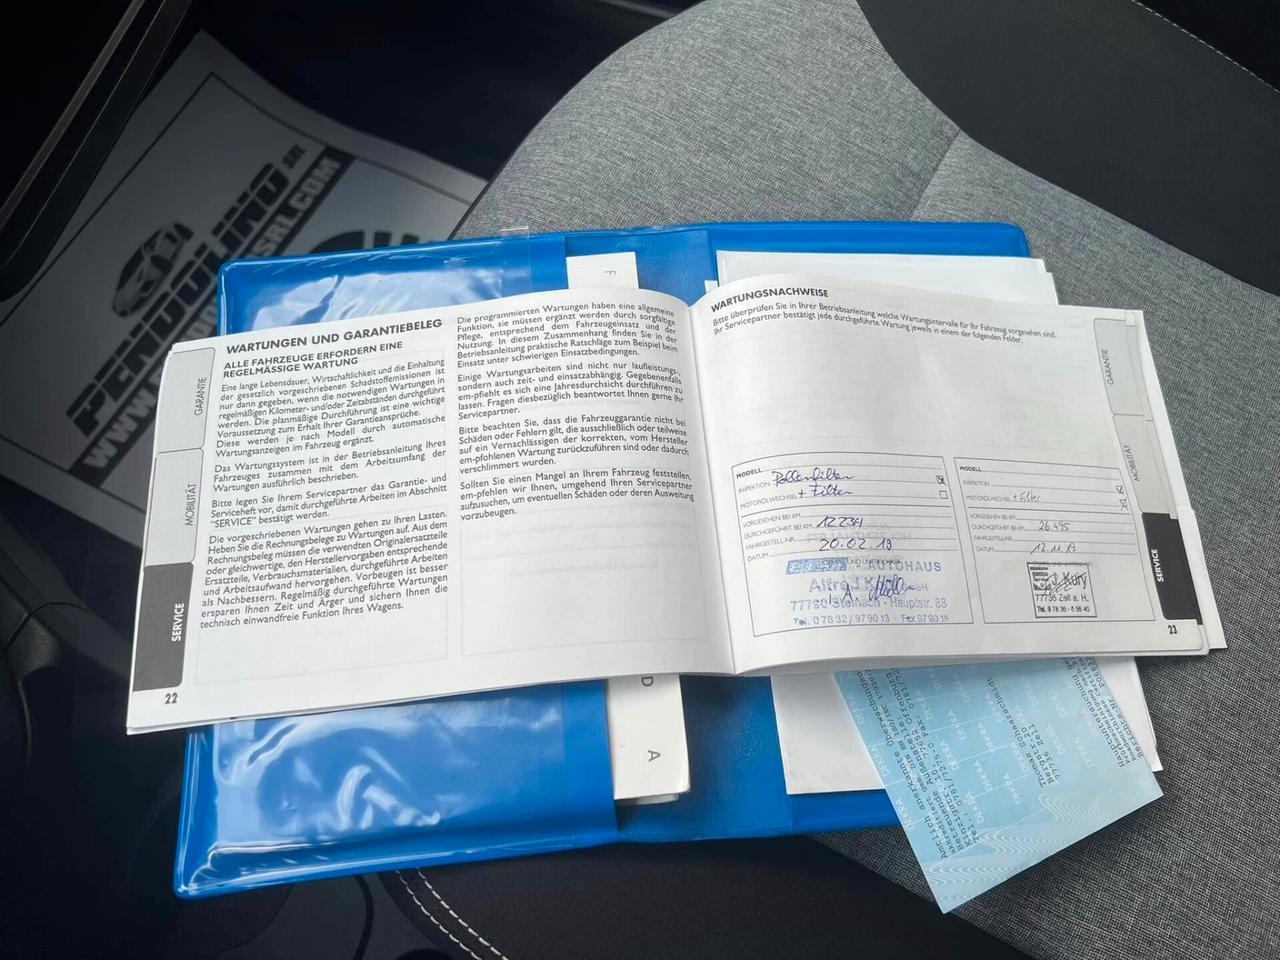 PENDULINO SRL
WARTUNGEN UND GARANTIEBELEG
ALLE FAHRZEUGE ERFORDERN EINE
REGELMÄSSIGE WARTUNG
Eine lange Lebensdauer, Wirtschaftlichkeit und die Einhaltung
der gesetzlich vorgeschriebenen Schadstoffemissionen ist
nur dann gegeben, wenn die notwendigen Wartungen in
regelmäßigen Kilometer- und/oder Zeitabständen durchgeführt
werden. Die planmäßige Durchführung ist eine wichtige
Voraussetzung zum Erhalt Ihrer Garantieansprüche.
Diese werden je nach Modell durch automatische
Wartungsanzeigen im Fahrzeug ergänzt.
Das Wartungssystem ist in der Betriebsanleitung Ihres
Fahrzeuges zusammen mit dem Arbeitsumfang der
Wartung ausführlich beschrieben.
Bitte legen Sie Ihrem Servicepartner das Garantie- und
Serviceheft vor, damit durchgeführte Arbeiten im Abschnitt
"SERVICE" bestätigt werden.
Die vorgeschriebenen Wartungen gehen zu Ihren Lasten.
Heben Sie die Rechnungsbelege zu Wartungen auf. Aus dem
Rechnungsbeleg müssen die verwendeten Originalersatzteile
oder gleichwertige, den Herstellervorgaben entsprechende
Ersatzteile, Verbrauchsmaterialien, durchgeführte Arbeiten
und Arbeitsaufwand hervorgehen. Vorbeugen ist besser
als Nachbessern. Regelmäßig durchgeführte Wartungen
ersparen Ihnen Zeit und Ärger und sichern Ihnen die
technisch einwandfreie Funktion Ihres Wagens.
Die programmierten Wartungen haben eine allgemeine
Funktion, sie müssen ergänzt werden durch sorgfältige
Pflege, entsprechend dem Fahrzeugeinsatz und der
Nutzung. In diesem Zusammenhang finden Sie in der
Betriebsanleitung praktische Ratschläge zum Beispiel beim
Einsatz unter schwierigen Einsatzbedingungen.
Einige Wartungsarbeiten sind nicht nur laufleistungs-,
sondern auch zeit- und einsatzabhängig. Gegebenenfalls
em-pfiehlt es sich eine Jahresdurchsicht durchführen zu
lassen. Fragen diesbezüglich beantwortet Ihnen gerne Ihr
Servicepartner.
Bitte beachten Sie, dass die Fahrzeuggarantie nicht bei
Schäden oder Fehlern gilt, die ausschließlich oder teilweise
auf ein Vernachlässigen der korrekten, vom Hersteller
em-pfohlenen Wartung zurückzuführen sind oder dadurch
verschlimmert wurden.
Sollten Sie einen Mangel an Ihrem Fahrzeug feststellen,
em-pfehlen wir Ihnen, umgehend Ihren Servicepartner
aufzusuchen, um eventuellen Schäden oder deren Ausweitung
vorzubeugen.
GARANTIE
MOBILITÄT
SERVICE
22
WARTUNGSNACHWEISE
Bitte überprüfen Sie in Ihrer Betriebsanleitung welche Wartungsintervalle für Ihr Fahrzeug vorgesehen sind.
Ihr Servicepartner bestätigt jede durchgeführte Wartung jeweils in einem der folgenden Felder.
MODELL
INSPEKTION Pollenfilter
MOTORÖLWECHSEL + Filter
VORGESEHEN BEI KM
DURCHGEFÜHRT BEI KM 12234
FAHRGESTELL-NR.
DATUM 20.02.19
AUTOHAUS
77790 Steinach · Hauptstr. 83
Tel. 0 78 32 / 97 90 13 · Fax 97 90 15
MODELL
INSPEKTION
MOTORÖLWECHSEL + Filter
VORGESEHEN BEI KM
DURCHGEFÜHRT BEI KM 26.495
FAHRGESTELL-NR.
DATUM 12.11.19
J. Kury
77736 Zell a. H.
GARANTIE
MOBILITÄT
SERVICE
23
F
D
A
Thomas Schaarschmidt
77736 Zell
DEKRA